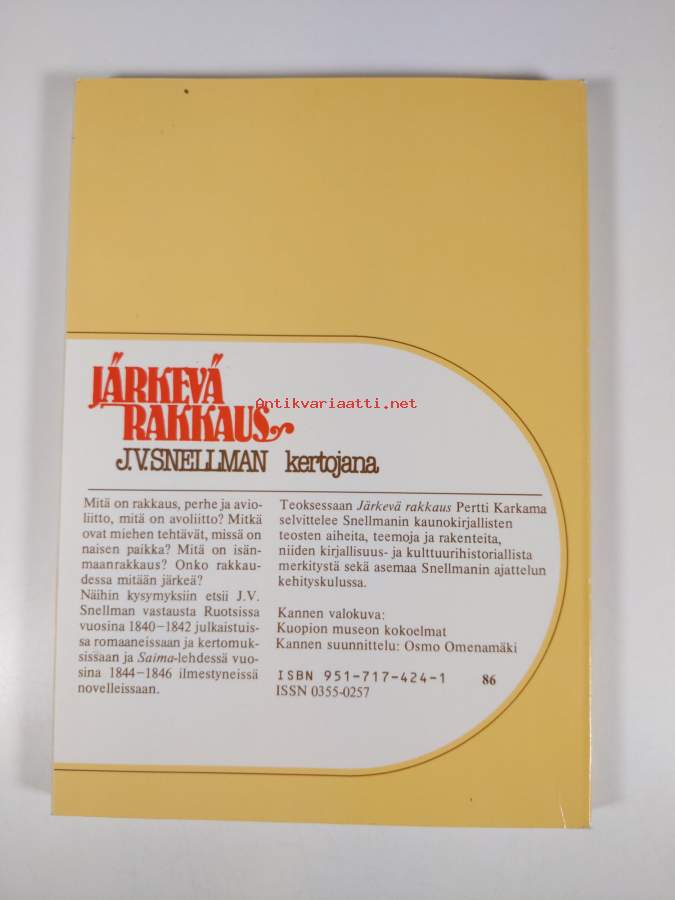 JÄRKEVÄ
RAKKAUS
Antikvariaatti.net
J.V. SNELLMAN kertojana
Mitä on rakkaus, perhe ja avio-
liitto, mitä on avoliitto? Mitkä
ovat miehen tehtävät, missä on
naisen paikka? Mitä on isän-
maanrakkaus? Onko rakkau-
dessa mitään järkeä?
Näihin kysymyksiin etsii J.V.
Snellman vastausta Ruotsissa
vuosina 1840–1842 julkaistuis-
sa romaaneissaan ja kertomuk-
sissaan ja Saima-lehdessä vuo-
sina 1844–1846 ilmestyneissä
novelleissaan.
Teoksessaan Järkevä rakkaus Pertti Karkama
selvittelee Snellmanin kaunokirjallisten
teosten aiheita, teemoja ja rakenteita,
niiden kirjallisuus- ja kulttuurihistoriallista
merkitystä sekä asemaa Snellmanin ajattelun
kehityskulussa.
Kannen valokuva:
Kuopion museon kokoelmat
Kannen suunnittelu: Osmo Omenamäki
ISBN 951-717-424-1 86
ISSN 0355-0257